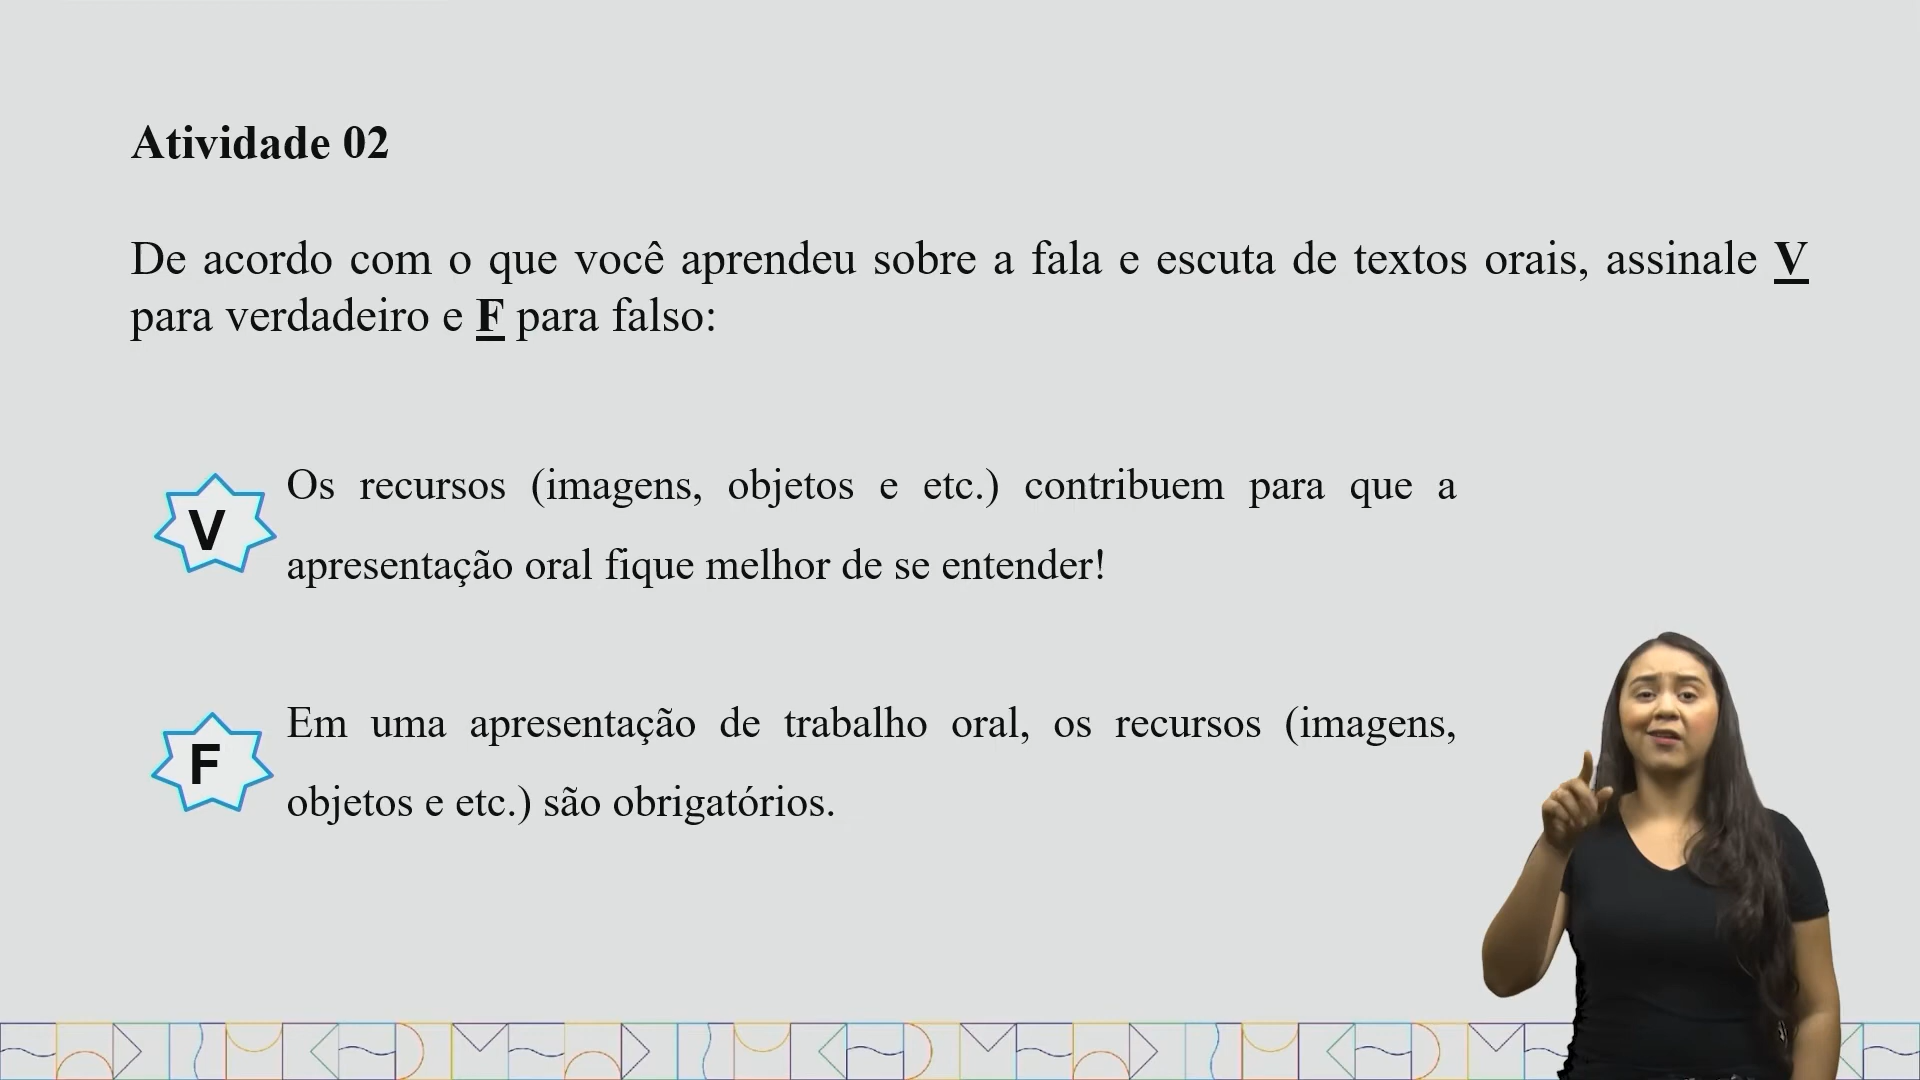 Atividade 02
De acordo com o que você aprendeu sobre a fala e escuta de textos orais, assinale V
para verdadeiro e F para falso:
V
Os recursos (imagens, objetos e etc.) contribuem para que a
apresentação oral fique melhor de se entender!
F
Em uma apresentação de trabalho oral, os recursos (imagens,
objetos e etc.) são obrigatórios.